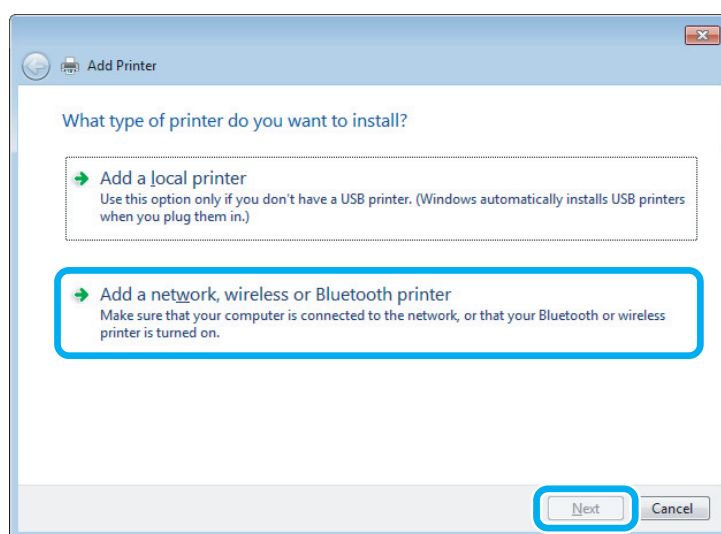 Add Printer
What type of printer do you want to install?
Add a local printer
Use this option only if you don't have a USB printer. (Windows automatically installs USB printers
when you plug them in.)
Add a network, wireless or Bluetooth printer
Make sure that your computer is connected to the network, or that your Bluetooth or wireless
printer is turned on.
Next Cancel